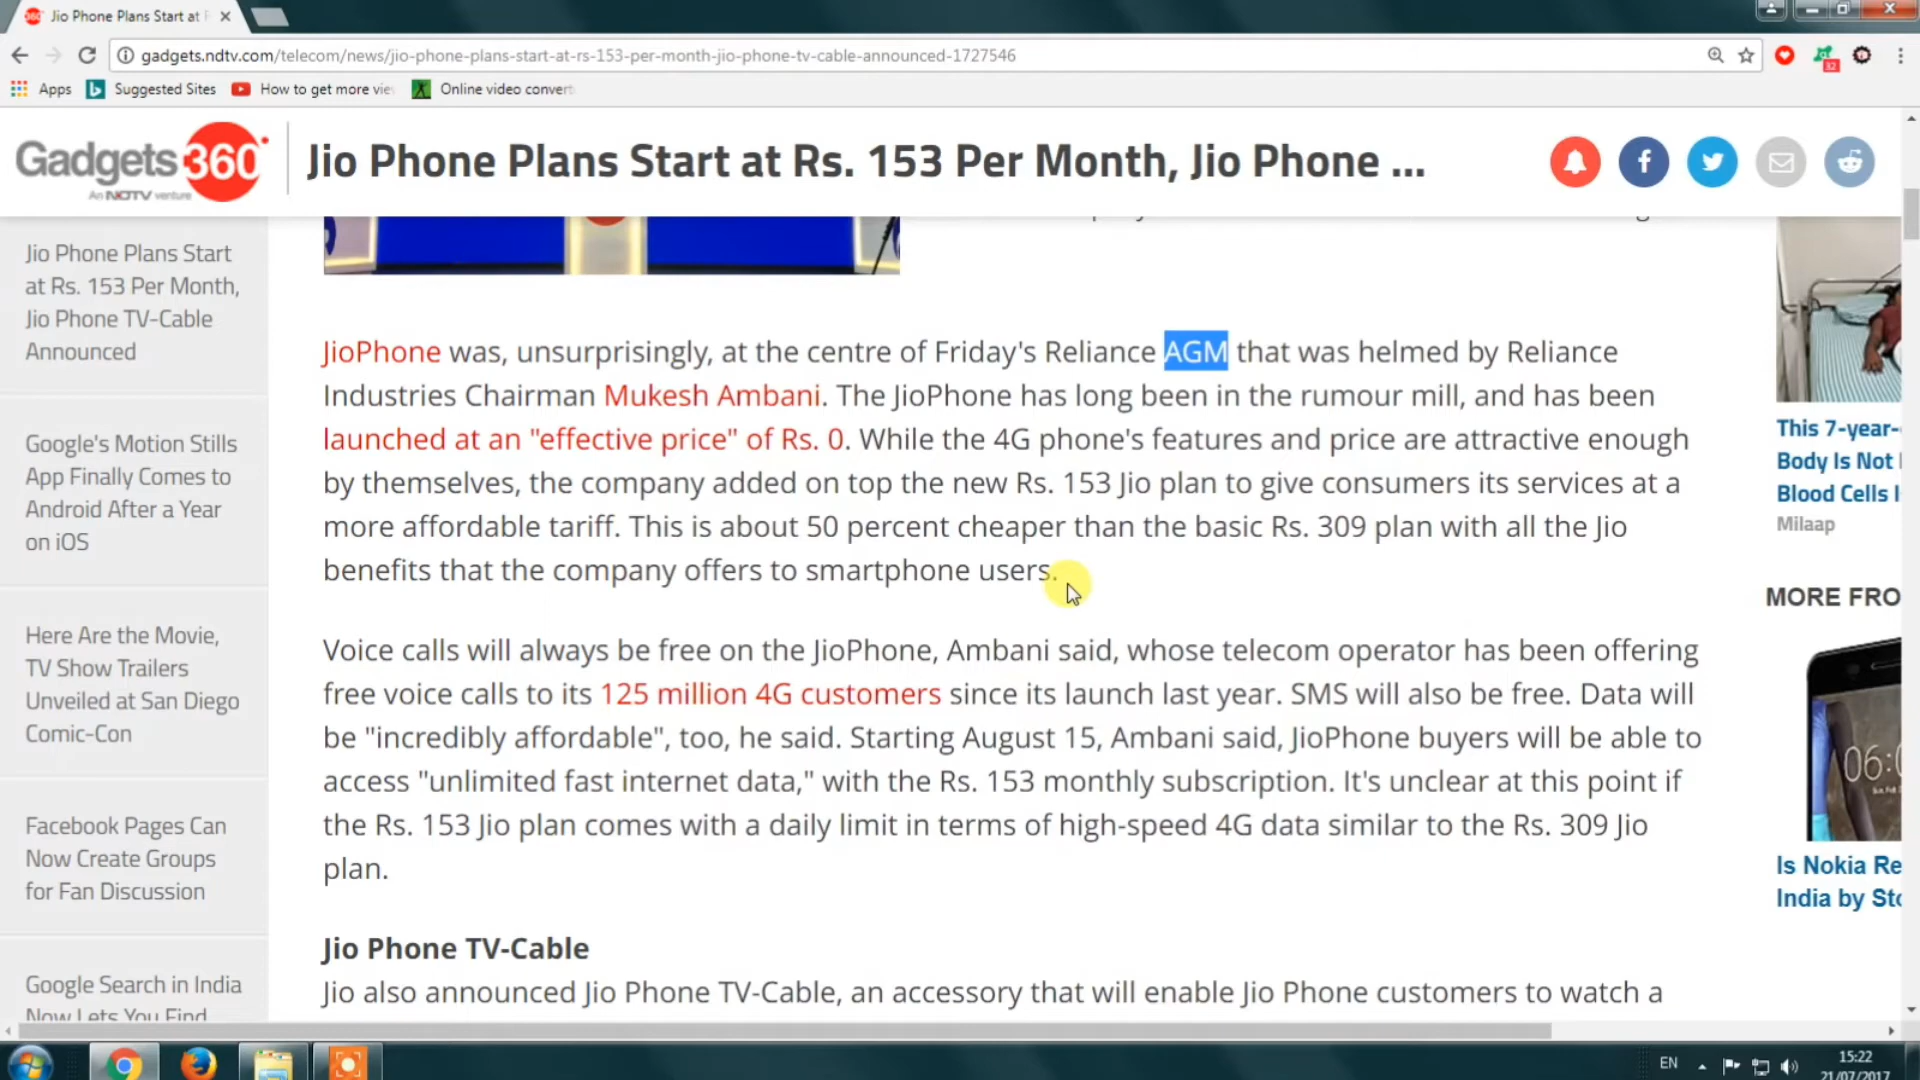 Jio Phone Plans Start at
gadgets.ndtv.com/telecom/news/jio-phone-plans-start-at-rs-153-per-month-jio-phone-tv-cable-announced-1727546
32
Apps
Suggested Sites
How to get more
Online video
Gadgets 360
An NDTV venture
Jio Phone Plans Start at Rs. 153 Per Month, Jio Phone ...
Jio Phone Plans Start
at Rs. 153 Per Month,
Jio Phone TV-Cable
Announced
Google's Motion Stills
App Finally Comes to
Android After a Year
on iOS
Here Are the Movie,
TV Show Trailers
Unveiled at San Diego
Comic-Con
Facebook Pages Can
Now Create Groups
for Fan Discussion
Google Search in India
Now Lets You Find
JioPhone was, unsurprisingly, at the centre of Friday's Reliance AGM that was helmed by Reliance
Industries Chairman Mukesh Ambani. The JioPhone has long been in the rumour mill, and has been
launched at an "effective price" of Rs. 0. While the 4G phone's features and price are attractive enough
by themselves, the company added on top the new Rs. 153 Jio plan to give consumers its services at a
more affordable tariff. This is about 50 percent cheaper than the basic Rs. 309 plan with all the Jio
benefits that the company offers to smartphone users.
Voice calls will always be free on the JioPhone, Ambani said, whose telecom operator has been offering
free voice calls to its 125 million 4G customers since its launch last year. SMS will also be free. Data will
be "incredibly affordable", too, he said. Starting August 15, Ambani said, JioPhone buyers will be able to
access "unlimited fast internet data," with the Rs. 153 monthly subscription. It's unclear at this point if
the Rs. 153 Jio plan comes with a daily limit in terms of high-speed 4G data similar to the Rs. 309 Jio
plan.
Jio Phone TV-Cable
Jio also announced Jio Phone TV-Cable, an accessory that will enable Jio Phone customers to watch a
This 7-year-
Body Is Not
Blood Cells
Milaap
MORE FRO
06:
Is Nokia Re
India by Sto
EN
15:22
21/07/2017